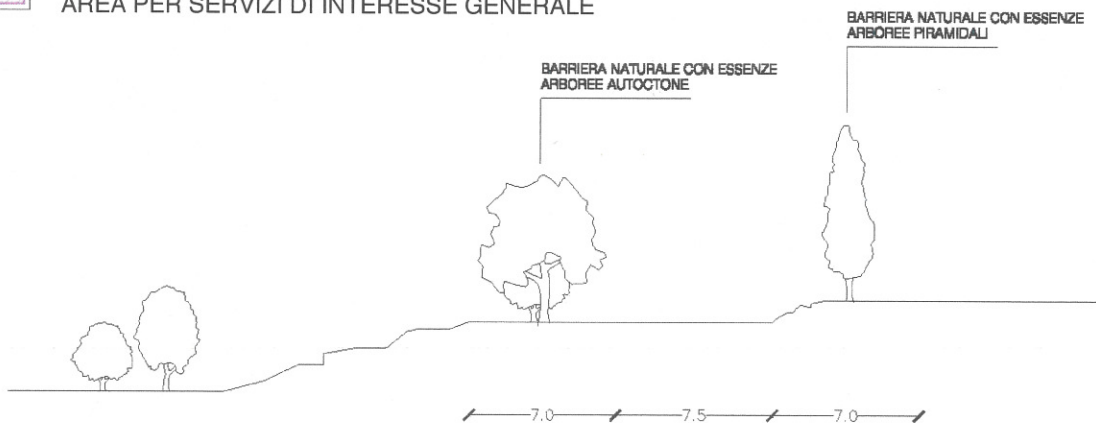 AREA PER SERVIZI DI INTERESSE GENERALE
BARRIERA NATURALE CON ESSENZE
ARBOREE PIRAMIDALI
BARRIERA NATURALE CON ESSENZE
ARBOREE AUTOCTONE
7.0 7.5 7.0